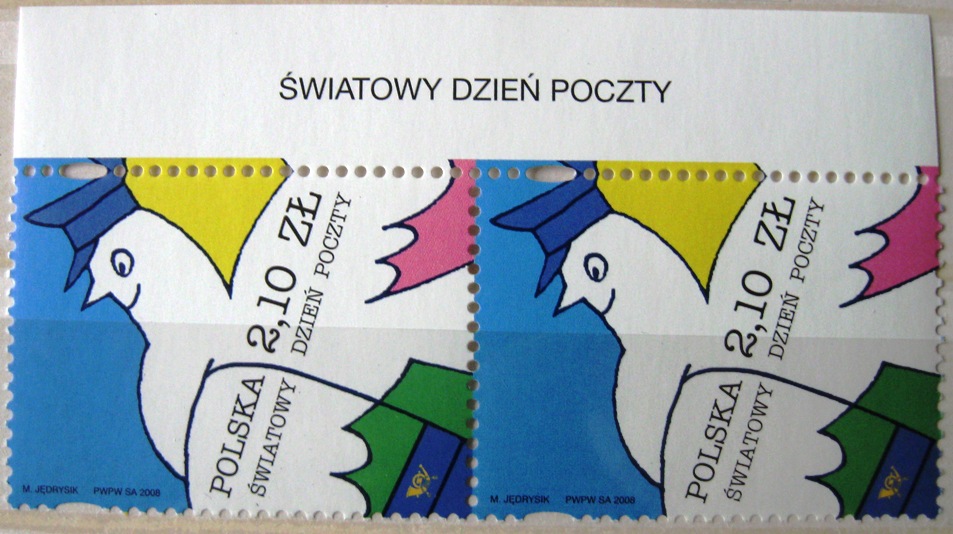 ŚWIATOWY DZIEŃ POCZTY
POLSKA 2,10 ZŁ
ŚWIATOWY DZIEŃ POCZTY
M. JĘDRYSIK PWPW SA 2008
POLSKA 2,10 ZŁ
ŚWIATOWY DZIEŃ POCZTY
M. JĘDRYSIK PWPW SA 2008